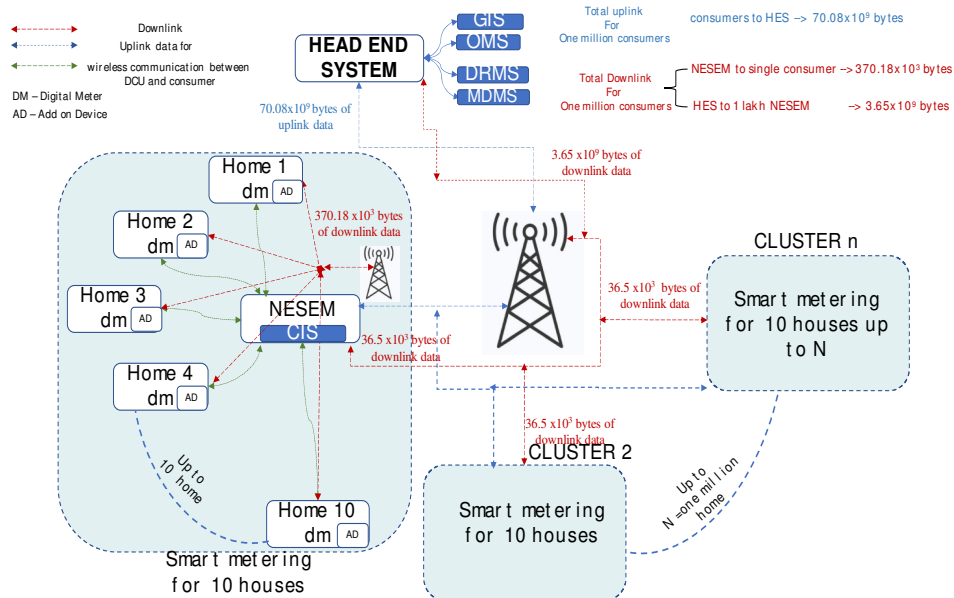 Downlink
Uplink data for
wireless communication between
DCU and consumer
DM – Digital Meter
AD – Add on Device
HEAD END
SYSTEM
GIS
OMS
DRMS
MDMS
Total uplink
For
One million consumers
consumers to HES –> 70.08x10⁹ bytes
Total Downlink
For
One million consumers
NESEM to single consumer –>370.18x10³ bytes
HES to 1 lakh NESEM –> 3.65x10⁹ bytes
70.08x10⁹ bytes of
uplink data
3.65 x10⁹ bytes of
downlink data
Home 1
dm
AD
Home 2
dm
AD
Home 3
dm
AD
Home 4
dm
AD
Home 10
dm
AD
370.18 x10³ bytes
of downlink data
NESEM
CIS
36.5 x10³ bytes of
downlink data
Up to
10 home
Smart metering
for 10 houses
36.5 x10³ bytes of
downlink data
CLUSTER 2
Smart metering
for 10 houses
36.5 x10³ bytes of
downlink data
CLUSTER n
Smart metering
for 10 houses up
to N
Up to
N =one million
home